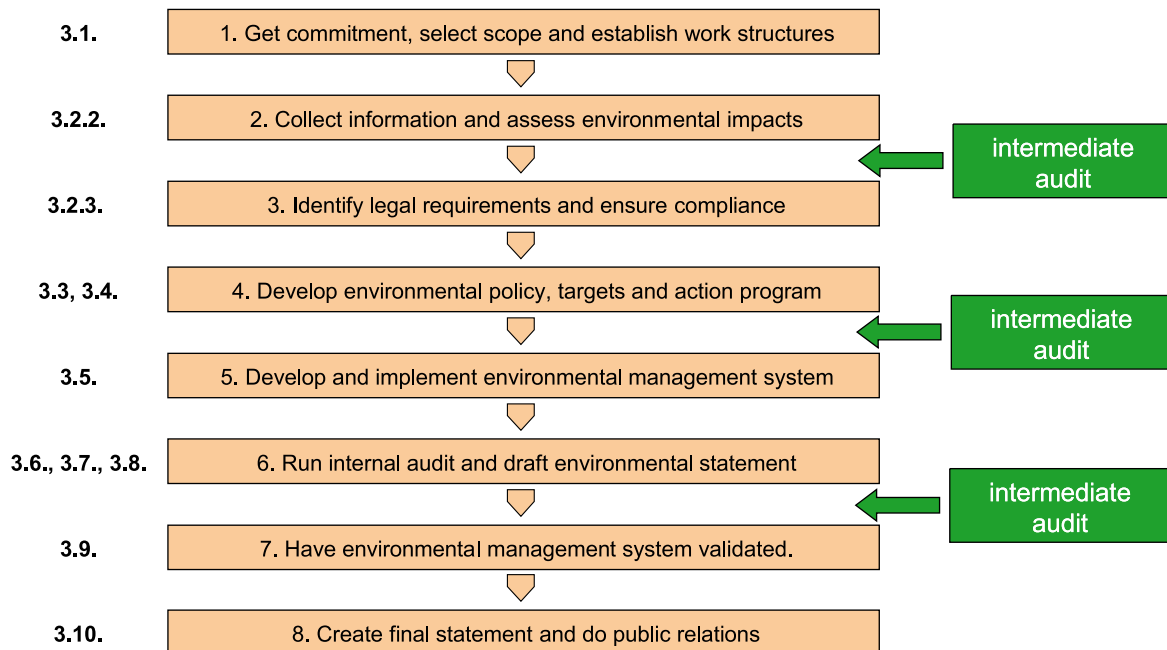 3.1.
1. Get commitment, select scope and establish work structures
3.2.2.
2. Collect information and assess environmental impacts
intermediate
audit
3.2.3.
3. Identify legal requirements and ensure compliance
3.3, 3.4.
4. Develop environmental policy, targets and action program
intermediate
audit
3.5.
5. Develop and implement environmental management system
3.6., 3.7., 3.8.
6. Run internal audit and draft environmental statement
intermediate
audit
3.9.
7. Have environmental management system validated.
3.10.
8. Create final statement and do public relations